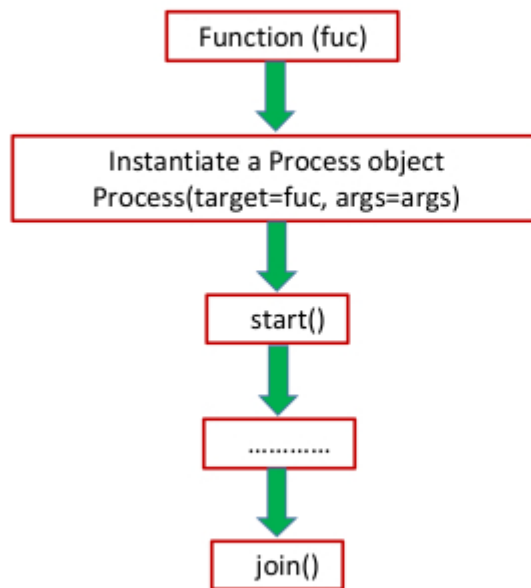 Function (fuc)
Instantiate a Process object
Process(target=fuc, args=args)
start()
............
join()